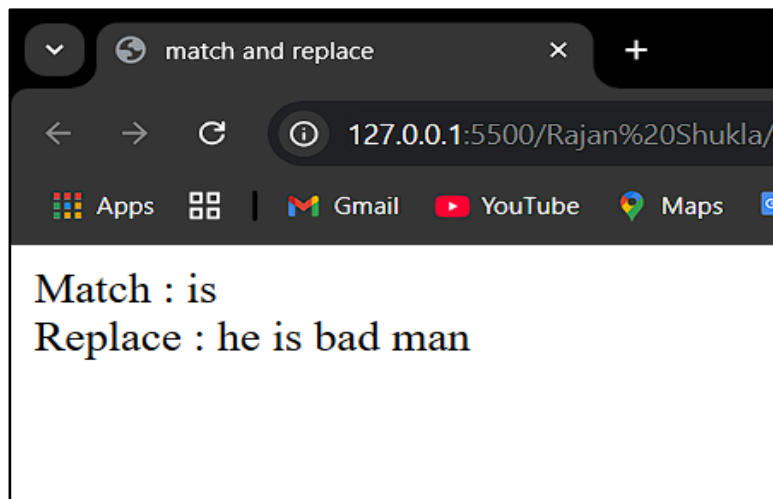 match and replace
127.0.0.1:5500/Rajan%20Shukla/
Apps Gmail YouTube Maps
Match : is
Replace : he is bad man